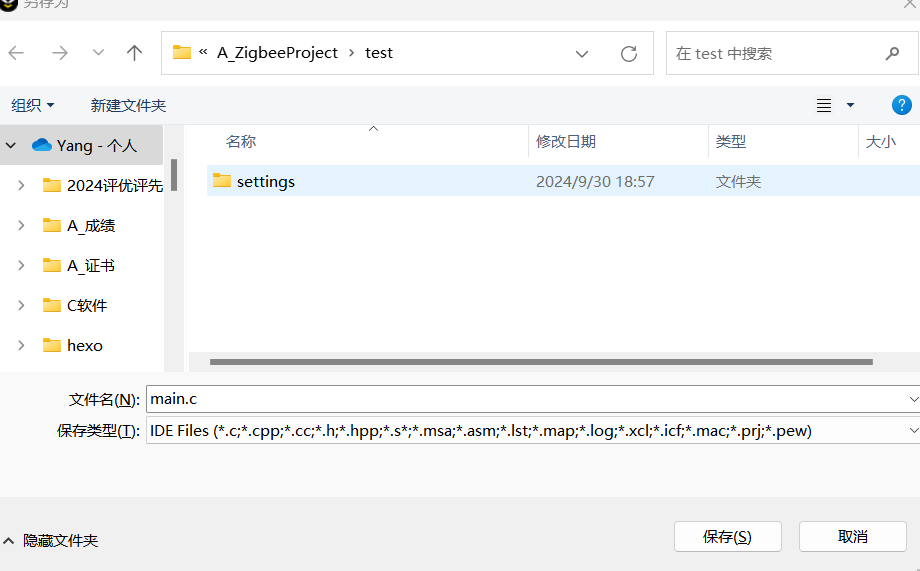 另存为
« A_ZigbeeProject › test
在 test 中搜索
组织 新建文件夹
?
Yang - 个人
2024评优评先
A_成绩
A_证书
C软件
hexo
名称 修改日期 类型 大小
settings 2024/9/30 18:57 文件夹
文件名(N): main.c
保存类型(T): IDE Files (*.c;*.cpp;*.cc;*.h;*.hpp;*.s*;*.msa;*.asm;*.lst;*.map;*.log;*.xcl;*.icf;*.mac;*.prj;*.pew)
隐藏文件夹
保存(S) 取消